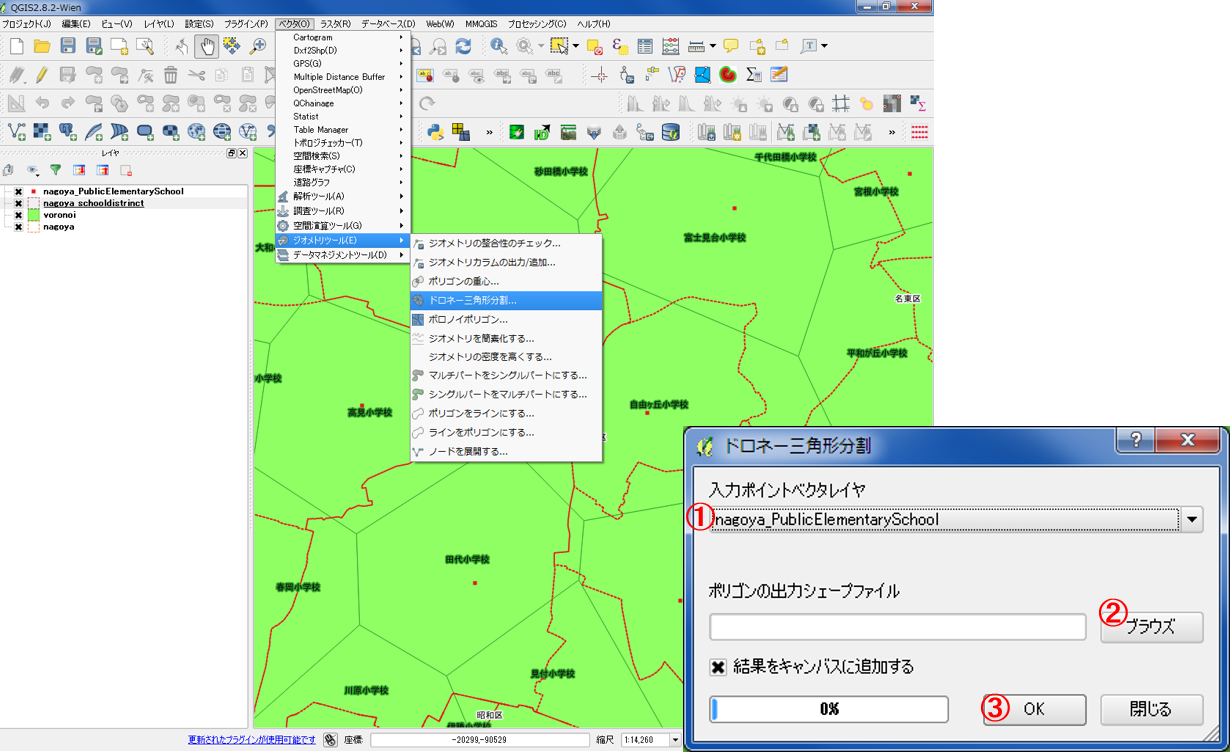 QGIS2.8.2-Wien
プロジェクト(J) 編集(E) ビュー(V) レイヤ(L) 設定(S) プラグイン(P) ベクタ(O) ラスタ(R) データベース(D) Web(W) MMQGIS プロセッシング(C) ヘルプ(H)
Cartogram
Dxf2Shp(D)
GPS(G)
Multiple Distance Buffer
OpenStreetMap(O)
QChainage
Statist
Table Manager
トポロジチェッカー(T)
空間検索(S)
座標キャプチャ(C)
道路グラフ
解析ツール(A)
調査ツール(R)
空間演算ツール(G)
ジオメトリツール(E)
データマネジメントツール(D)
ジオメトリの整合性のチェック...
ジオメトリカラムの出力/追加...
ポリゴンの重心...
ドロネー三角形分割...
ボロノイポリゴン...
ジオメトリを簡素化する...
ジオメトリの密度を高くする...
マルチパートをシングルパートにする...
シングルパートをマルチパートにする...
ポリゴンをラインにする...
ラインをポリゴンにする...
ノードを展開する...
レイヤ
nagoya_PublicElementarySchool
nagoya_schooldistrinct
voronoi
nagoya
砂田橋小学校
千代田橋小学校
宮根小学校
富士見台小学校
大和
名東区
平和が丘小学校
小学校
高見小学校
自由ヶ丘小学校
区
田代小学校
春岡小学校
見付小学校
川原小学校
昭和区
伊勝小学校
更新されたプラグインが使用可能です 座標: -20299,-90529 縮尺 1:14,260
ドロネー三角形分割
入力ポイントベクタレイヤ
① nagoya_PublicElementarySchool
ポリゴンの出力シェープファイル
② ブラウズ
結果をキャンバスに追加する
0% ③ OK 閉じる